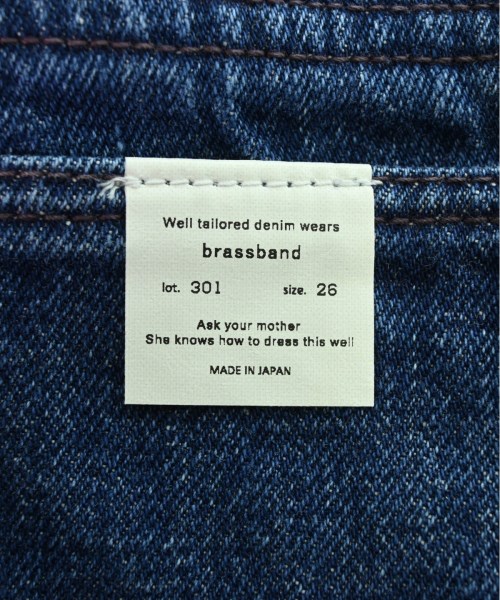 Well tailored denim wears
brassband
lot. 301 size. 26
Ask your mother
She knows how to dress this well
MADE IN JAPAN